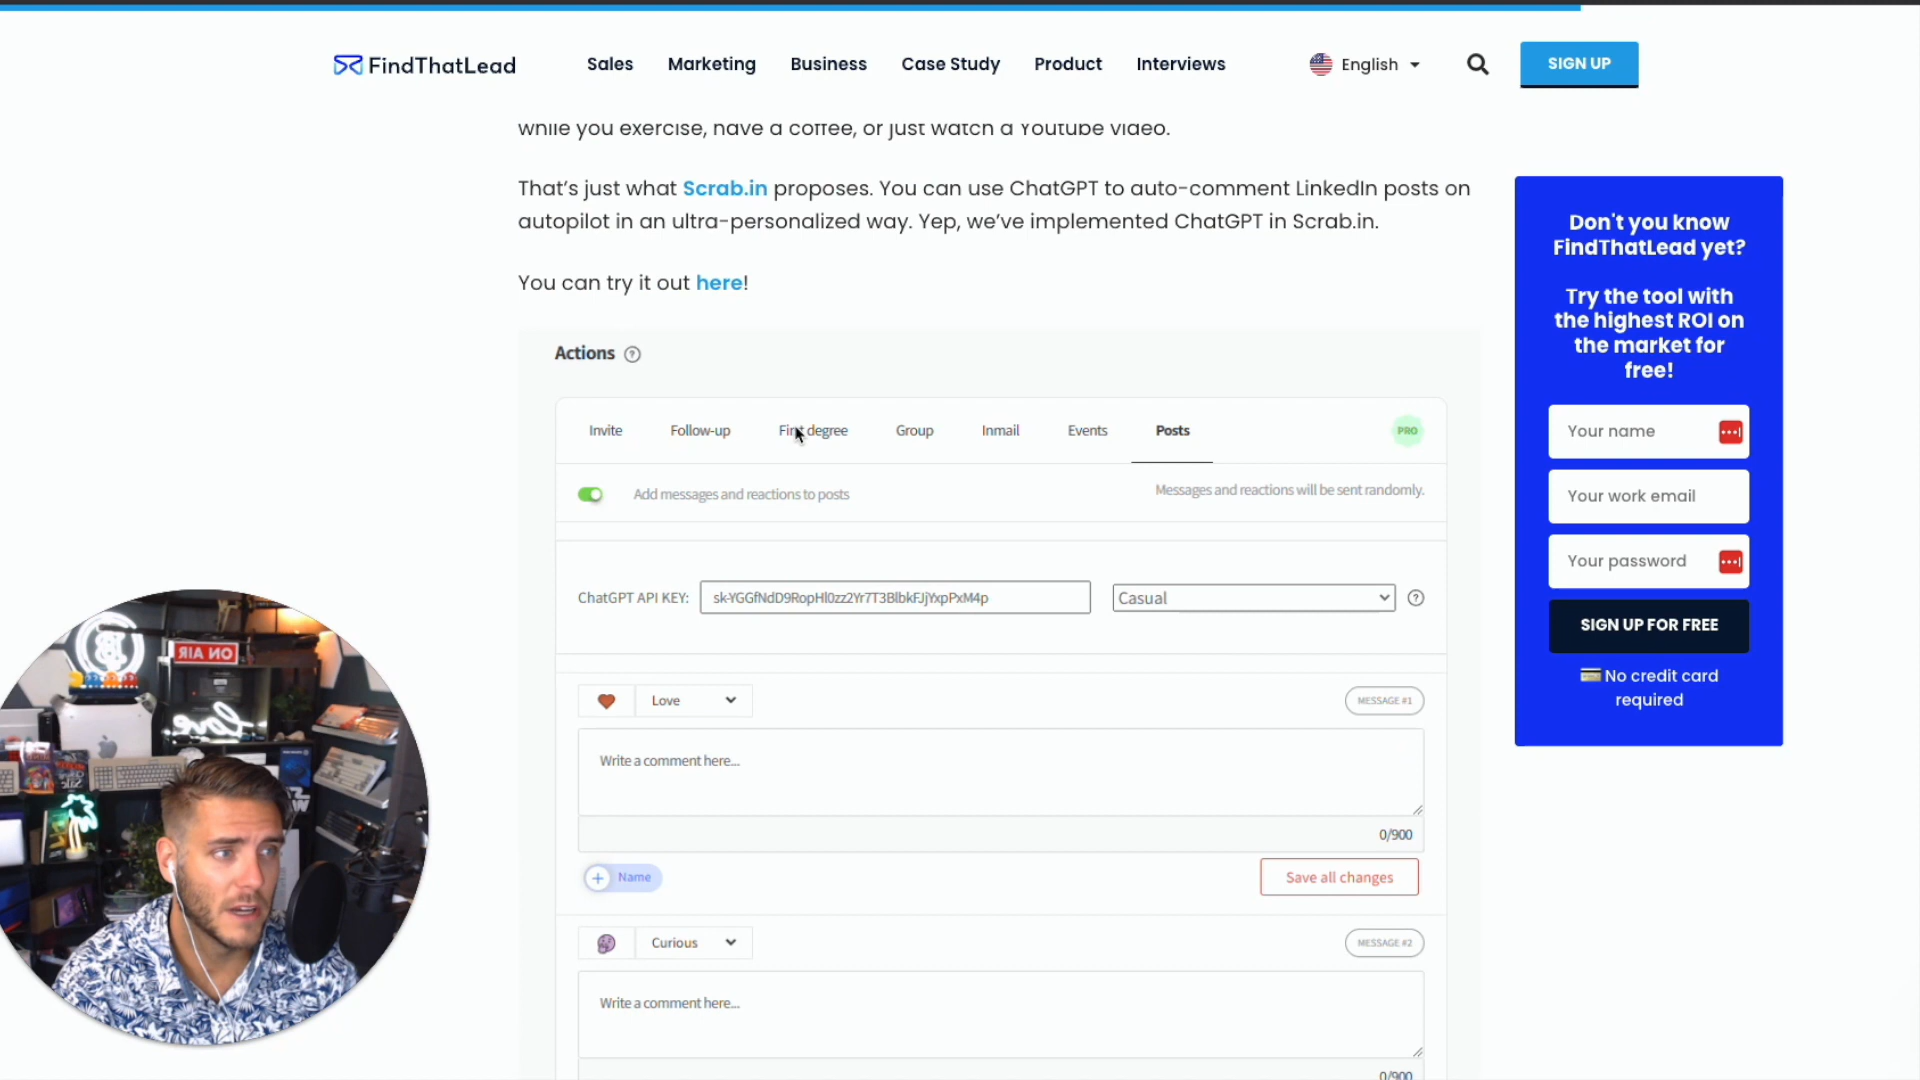 FindThatLead
Sales Marketing Business Case Study Product Interviews
English
SIGN UP
while you exercise, have a coffee, or just watch a Youtube video.
That's just what Scrab.in proposes. You can use ChatGPT to auto-comment LinkedIn posts on
autopilot in an ultra-personalized way. Yep, we've implemented ChatGPT in Scrab.in.
You can try it out here!
Actions ?
Invite Follow-up First degree Group Inmail Events Posts PRO
Add messages and reactions to posts
Messages and reactions will be sent randomly.
ChatGPT API KEY:
Casual
?
Love
MESSAGE #1
Write a comment here...
0/900
+ Name
Save all changes
Curious
MESSAGE #2
Write a comment here...
0/900
Don't you know
FindThatLead yet?
Try the tool with
the highest ROI on
the market for
free!
Your name
Your work email
Your password
SIGN UP FOR FREE
No credit card
required
ON AIR
love